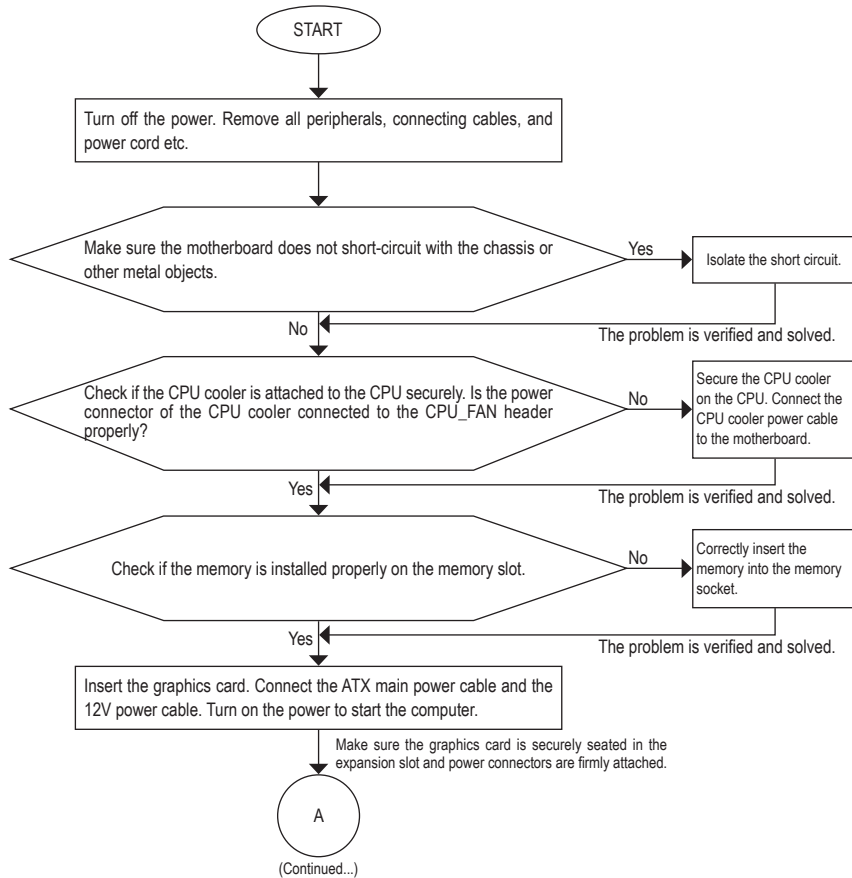 START
Turn off the power. Remove all peripherals, connecting cables, and
power cord etc.
Make sure the motherboard does not short-circuit with the chassis or
other metal objects.
Yes
Isolate the short circuit.
No
The problem is verified and solved.
Check if the CPU cooler is attached to the CPU securely. Is the power
connector of the CPU cooler connected to the CPU_FAN header
properly?
No
Secure the CPU cooler
on the CPU. Connect the
CPU cooler power cable
to the motherboard.
Yes
The problem is verified and solved.
Check if the memory is installed properly on the memory slot.
No
Correctly insert the
memory into the memory
socket.
Yes
The problem is verified and solved.
Insert the graphics card. Connect the ATX main power cable and the
12V power cable. Turn on the power to start the computer.
Make sure the graphics card is securely seated in the
expansion slot and power connectors are firmly attached.
A
(Continued...)